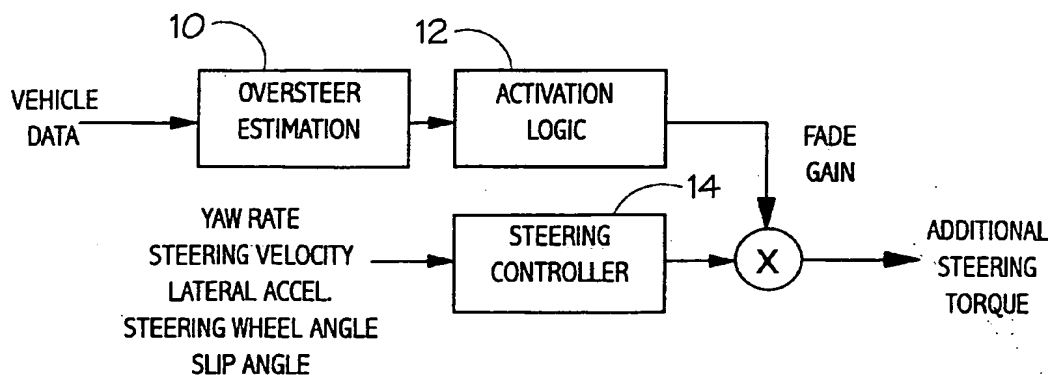 10
12
VEHICLE
DATA
OVERSTEER
ESTIMATION
ACTIVATION
LOGIC
FADE
GAIN
14
YAW RATE
STEERING VELOCITY
LATERAL ACCEL.
STEERING WHEEL ANGLE
SLIP ANGLE
STEERING
CONTROLLER
X
ADDITIONAL
STEERING
TORQUE